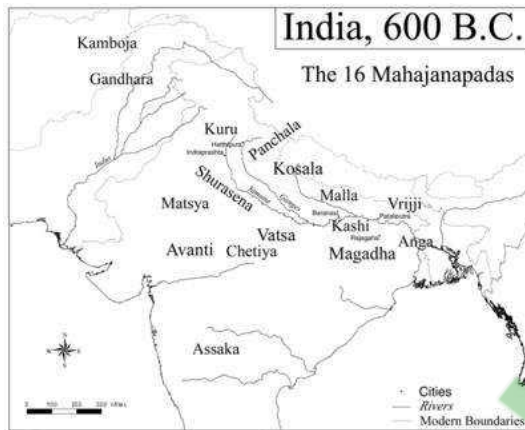 India, 600 B.C.
The 16 Mahajanapadas
Kamboja
Gandhara
Kuru
Panchala
Indraprastha
Kosala
Indus
Shurasena
Malla
Vrijji
Matsya
Kashi
Vatsa
Anga
Avanti
Chetiya
Magadha
Assaka
Cities
Rivers
Modern Boundaries